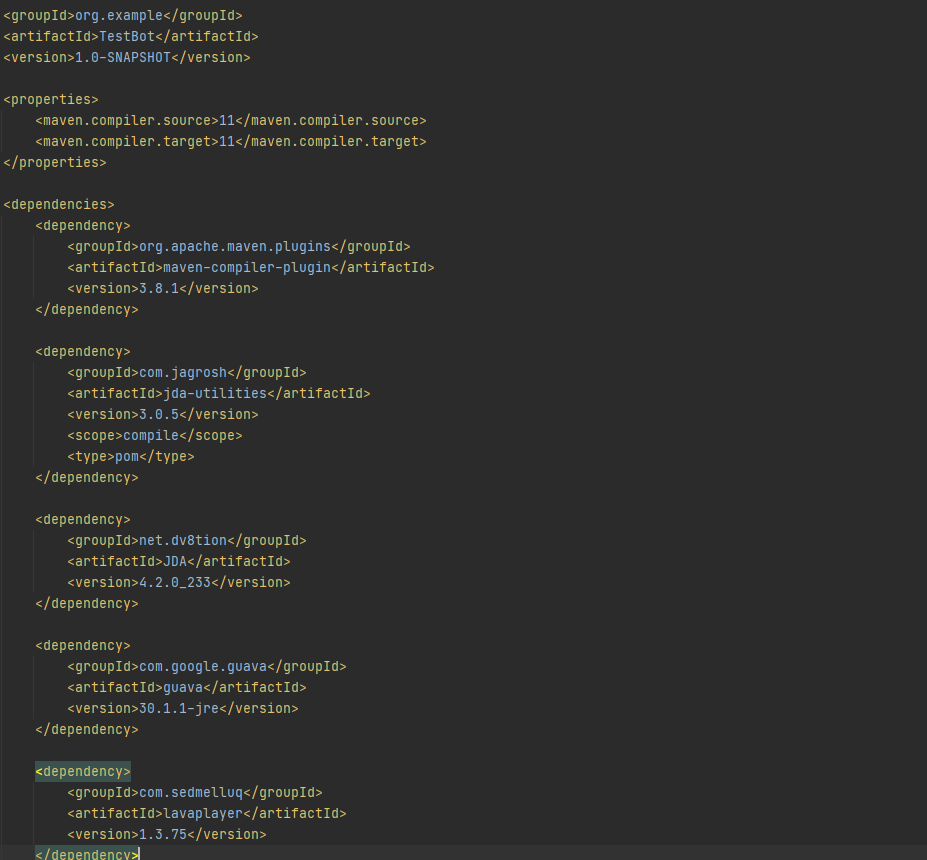 <groupId>org.example</groupId>
<artifactId>TestBot</artifactId>
<version>1.0-SNAPSHOT</version>
<properties>
<maven.compiler.source>11</maven.compiler.source>
<maven.compiler.target>11</maven.compiler.target>
</properties>
<dependencies>
<dependency>
<groupId>org.apache.maven.plugins</groupId>
<artifactId>maven-compiler-plugin</artifactId>
<version>3.8.1</version>
</dependency>
<dependency>
<groupId>com.jagrosh</groupId>
<artifactId>jda-utilities</artifactId>
<version>3.0.5</version>
<scope>compile</scope>
<type>pom</type>
</dependency>
<dependency>
<groupId>net.dv8tion</groupId>
<artifactId>JDA</artifactId>
<version>4.2.0_233</version>
</dependency>
<dependency>
<groupId>com.google.guava</groupId>
<artifactId>guava</artifactId>
<version>30.1.1-jre</version>
</dependency>
<dependency>
<groupId>com.sedmelluq</groupId>
<artifactId>lavaplayer</artifactId>
<version>1.3.75</version>
</dependency>